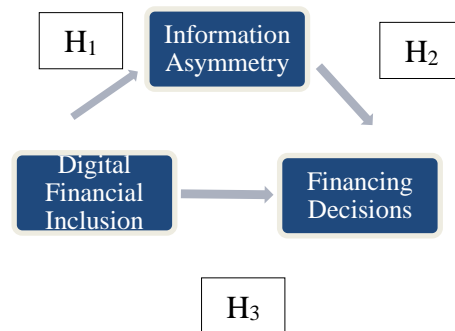 H₁
Information
Asymmetry
H₂
Digital
Financial
Inclusion
Financing
Decisions
H₃